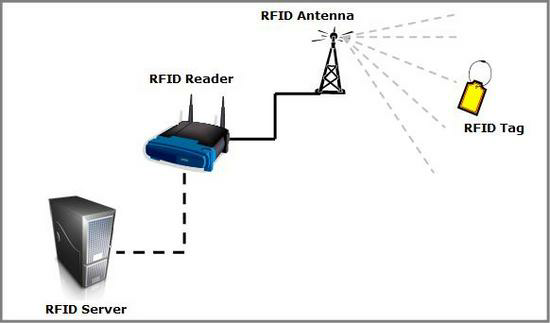 RFID Antenna
RFID Reader
RFID Tag
RFID Server